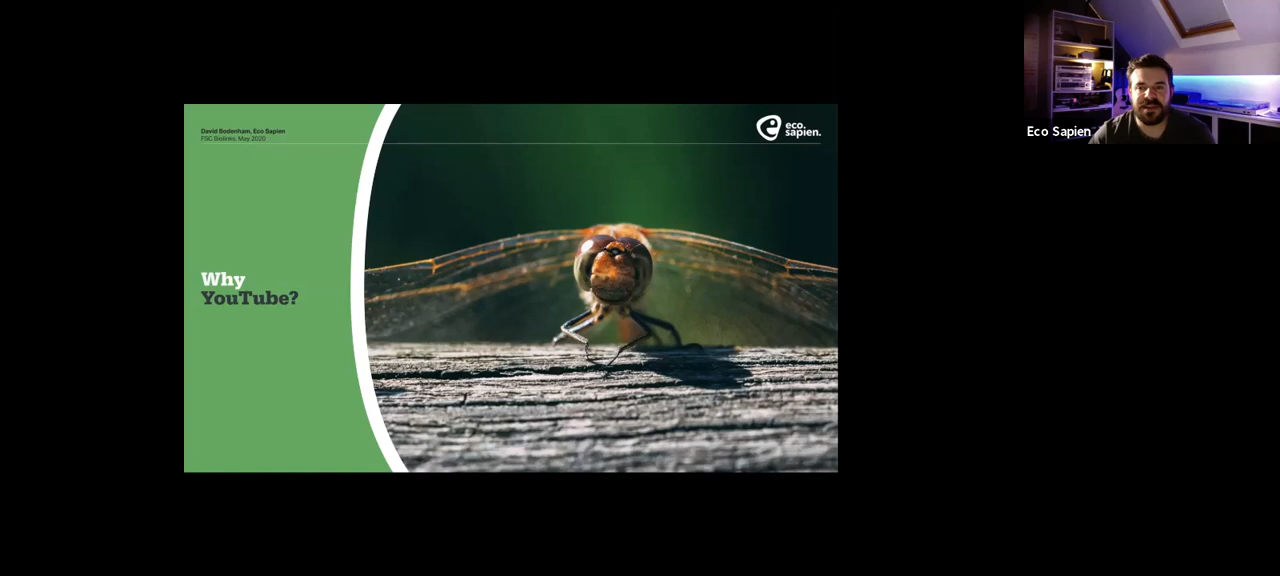 David Bodenham, Eco Sapien
FSC Biolinks, May 2020
eco.
sapien.
Why
YouTube?
Eco Sapien